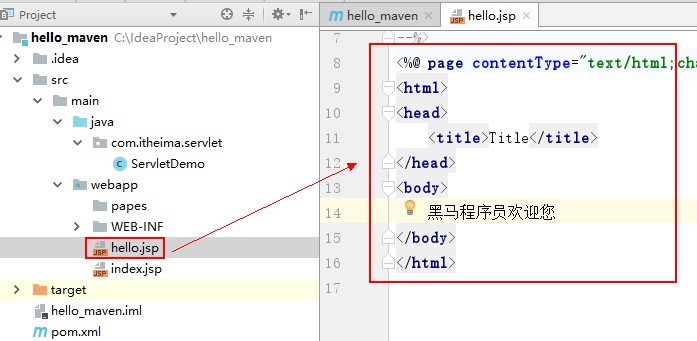 Project
hello_maven C:\IdeaProject\hello_maven
.idea
src
main
java
com.itheima.servlet
ServletDemo
webapp
papes
WEB-INF
hello.jsp
index.jsp
target
hello_maven.iml
pom.xml
hello_maven
hello.jsp
7 --%>
8 <%@ page contentType="text/html;cha
9 <html>
10 <head>
11 <title>Title</title>
12 </head>
13 <body>
14 黑马程序员欢迎您
15 </body>
16 </html>
17